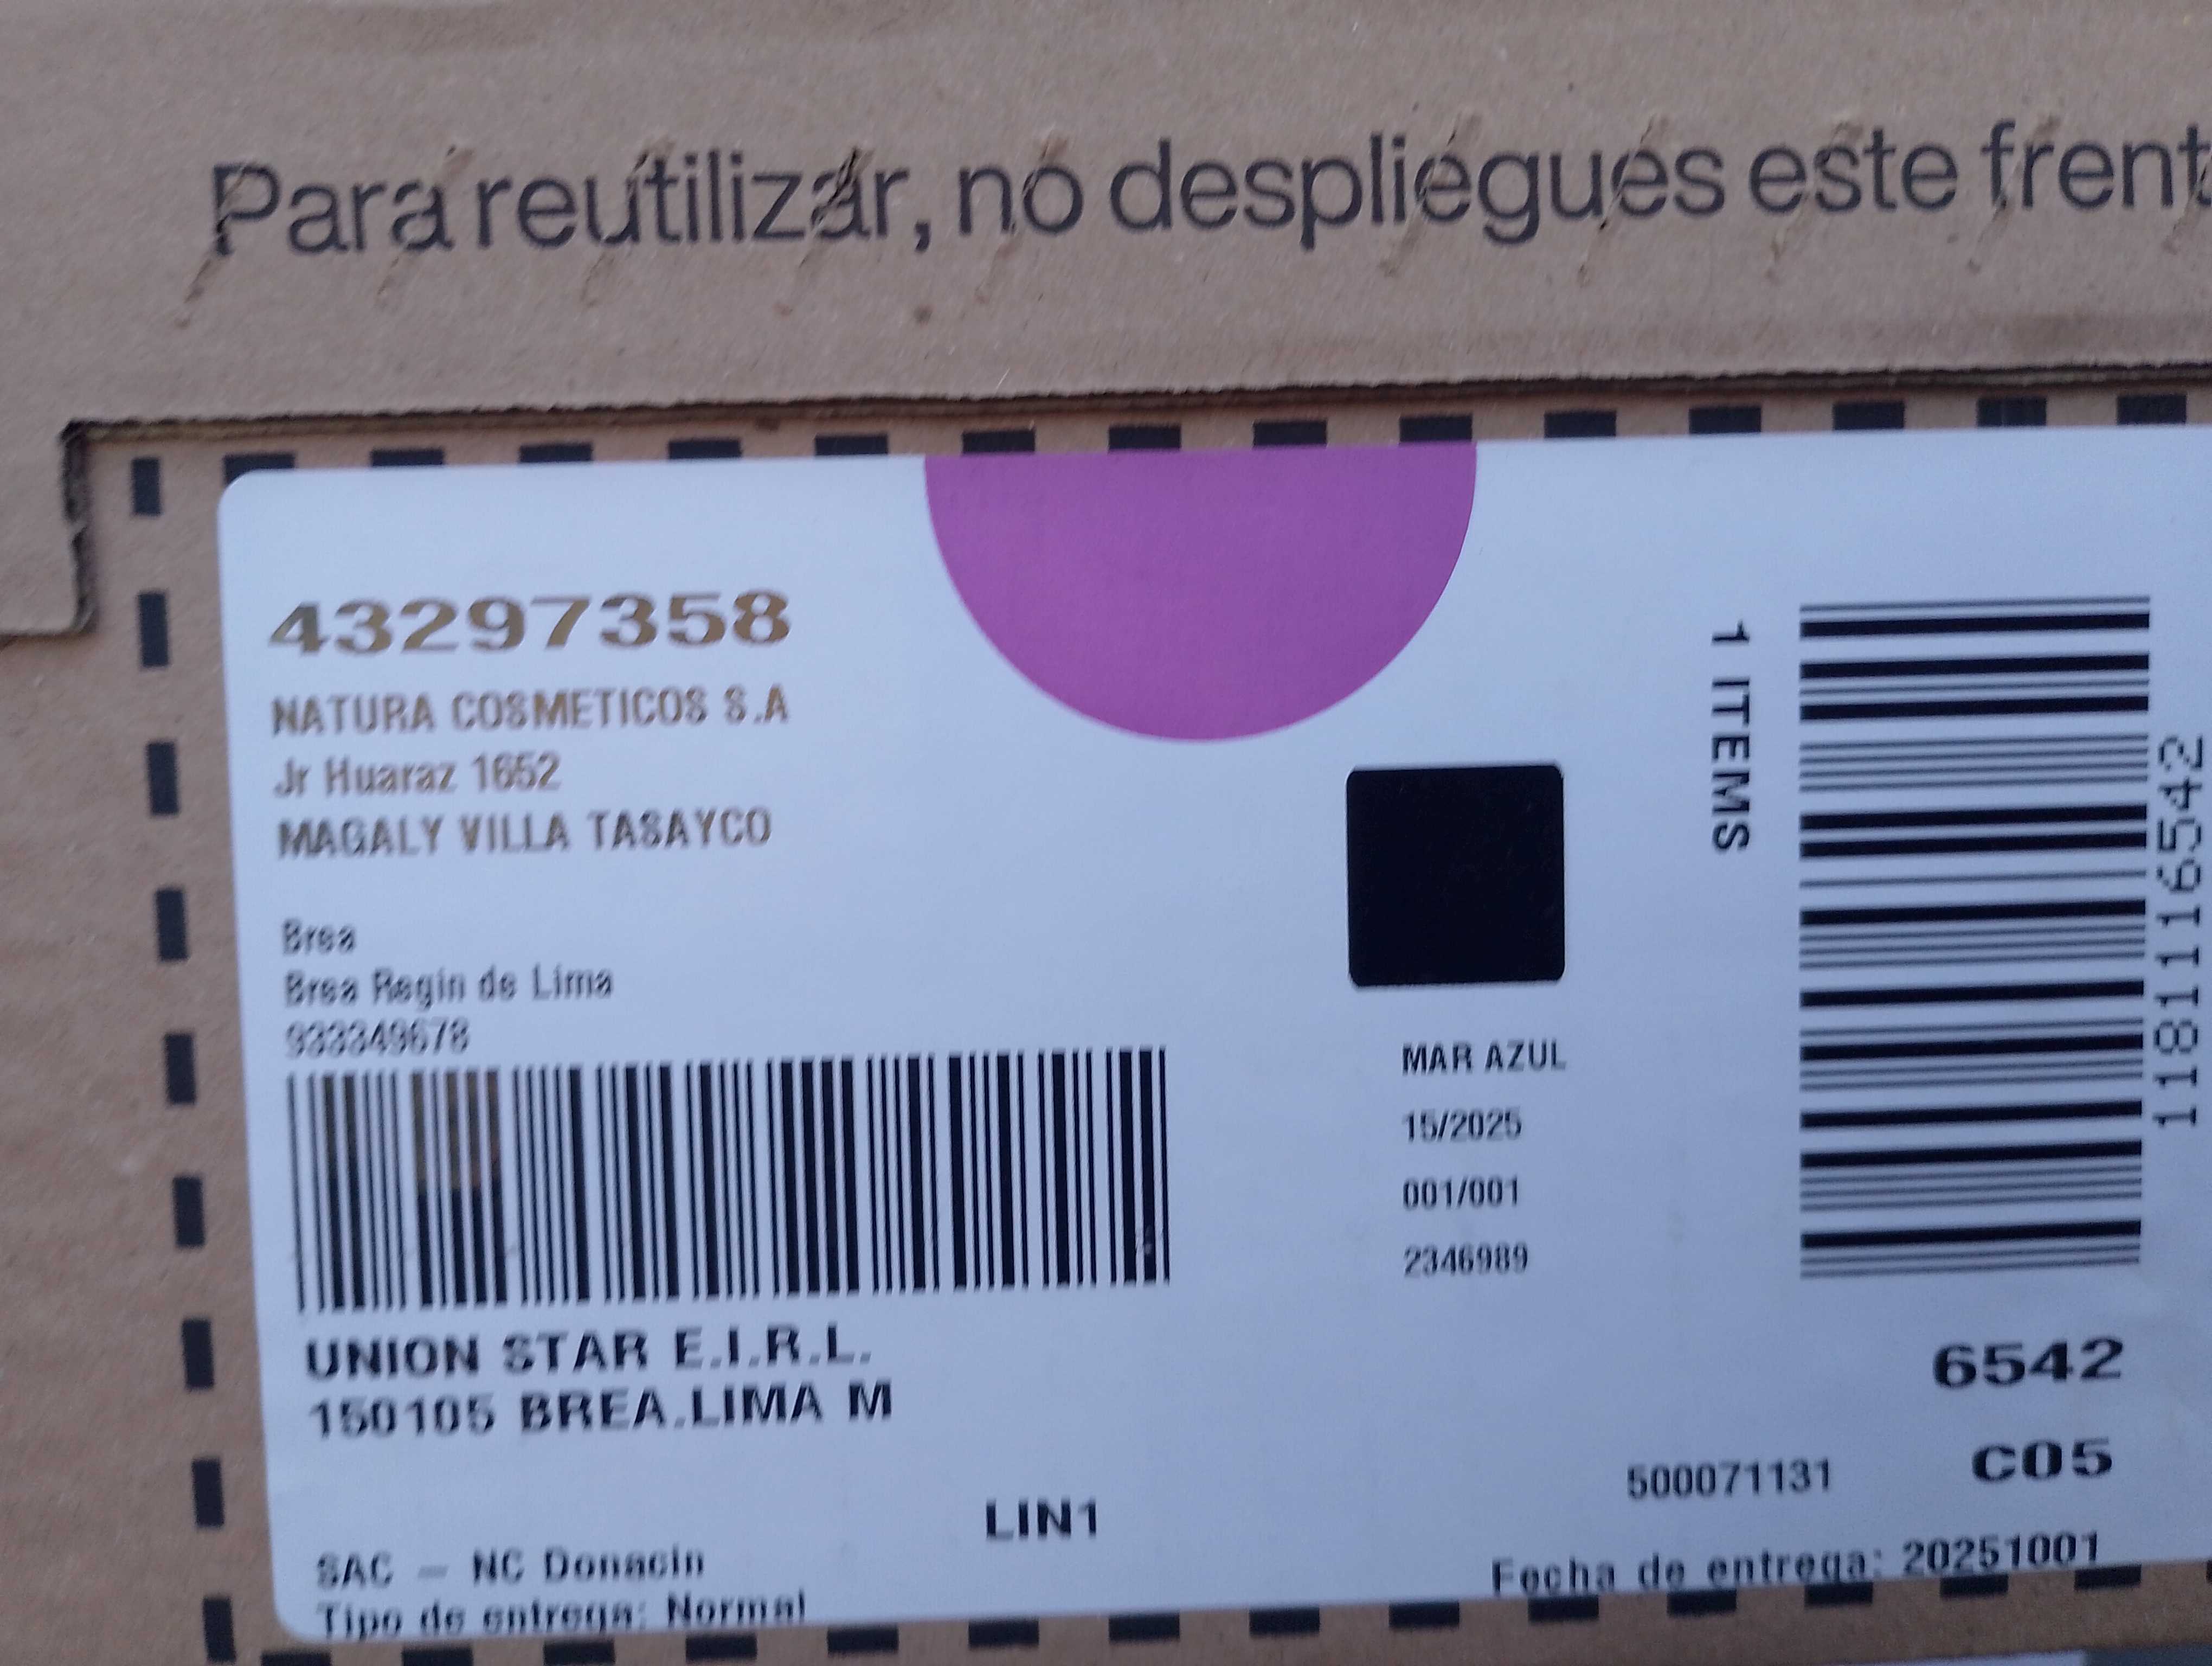 Para reutilizar, no despliegues este frent
43297358
NATURA COSMETICOS S.A
Jr Huaraz 1652
MAGALY VILLA TASAYCO
Brea
Brea Regin de Lima
933349678
UNION STAR E.I.R.L.
150105 BREA.LIMA M
LIN1
SAC - NC Donacin
Tipo de entrega: Normal
MAR AZUL
15/2025
001/001
2346989
1 ITEMS
1181116542
6542
C05
500071131
Fecha de entrega: 20251001